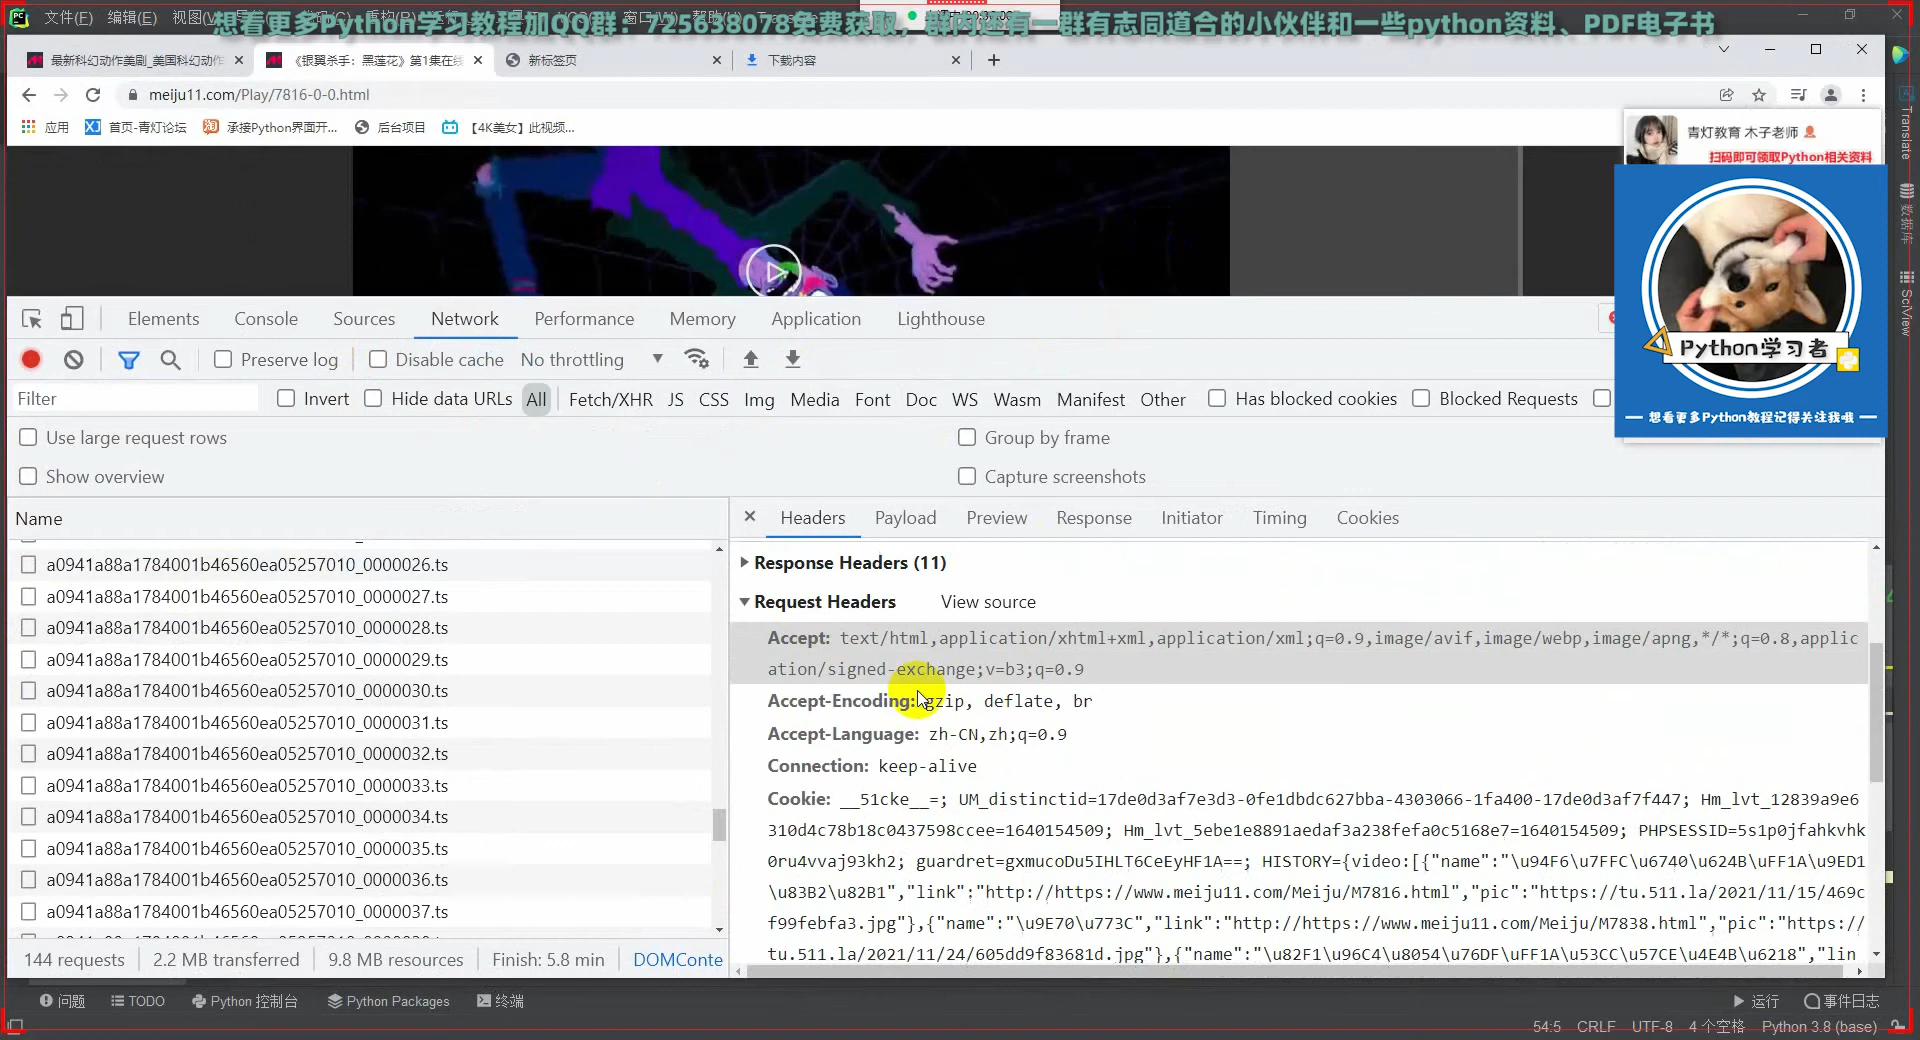 文件(F) 编辑(E)
想看更多Python学习教程加QQ群：725638078免费获取，群内还有一群有志同道合的小伙伴和一些python资料、PDF电子书
最新科幻动作美剧_美国科幻动作
《银翼杀手：黑莲花》第1集在线
新标签页
下载内容
meiju11.com/Play/7816-0-0.html
应用 首页-青灯论坛 承接Python界面开... 后台项目 【4K美女】此视频...
青灯教育 木子老师
扫码即可领取Python相关资料
Translate
数据库
SciView
Python学习者
想看更多Python教程记得关注我哦
Elements Console Sources Network Performance Memory Application Lighthouse
Preserve log Disable cache No throttling
Filter Invert Hide data URLs All Fetch/XHR JS CSS Img Media Font Doc WS Wasm Manifest Other Has blocked cookies Blocked Requests
Use large request rows Group by frame
Show overview Capture screenshots
Name
Headers Payload Preview Response Initiator Timing Cookies
a0941a88a1784001b46560ea05257010_0000026.ts
a0941a88a1784001b46560ea05257010_0000027.ts
a0941a88a1784001b46560ea05257010_0000028.ts
a0941a88a1784001b46560ea05257010_0000029.ts
a0941a88a1784001b46560ea05257010_0000030.ts
a0941a88a1784001b46560ea05257010_0000031.ts
a0941a88a1784001b46560ea05257010_0000032.ts
a0941a88a1784001b46560ea05257010_0000033.ts
a0941a88a1784001b46560ea05257010_0000034.ts
a0941a88a1784001b46560ea05257010_0000035.ts
a0941a88a1784001b46560ea05257010_0000036.ts
a0941a88a1784001b46560ea05257010_0000037.ts
Response Headers (11)
Request Headers View source
Accept: text/html,application/xhtml+xml,application/xml;q=0.9,image/avif,image/webp,image/apng,*/*;q=0.8,applic
ation/signed-exchange;v=b3;q=0.9
Accept-Encoding: gzip, deflate, br
Accept-Language: zh-CN,zh;q=0.9
Connection: keep-alive
Cookie: __51cke__=; UM_distinctid=17de0d3af7e3d3-0fe1dbdc627bba-4303066-1fa400-17de0d3af7f447; Hm_lvt_12839a9e6
310d4c78b18c0437598ccee=1640154509; Hm_lvt_5ebe1e8891aedaf3a238fefa0c5168e7=1640154509; PHPSESSID=5s1p0jfahkvhk
0ru4vvaj93kh2; guardret=gxmucoDu5IHLT6CeEyHF1A==; HISTORY={video:[{"name":"\u94F6\u7FFC\u6740\u624B\uFF1A\u9ED1
\u83B2\u82B1","link":"http://https://www.meiju11.com/Meiju/M7816.html","pic":"https://tu.511.la/2021/11/15/469c
f99febfa3.jpg"},{"name":"\u9E70\u773C","link":"http://https://www.meiju11.com/Meiju/M7838.html","pic":"https://
tu.511.la/2021/11/24/605dd9f83681d.jpg"},{"name":"\u82F1\u96C4\u8054\u76DF\uFF1A\u53CC\u57CE\u4E4B\u6218","lin
144 requests 2.2 MB transferred 9.8 MB resources Finish: 5.8 min DOMConte
问题 TODO Python 控制台 Python Packages 终端 运行 事件日志
54:5 CRLF UTF-8 4 个空格 Python 3.8 (base)